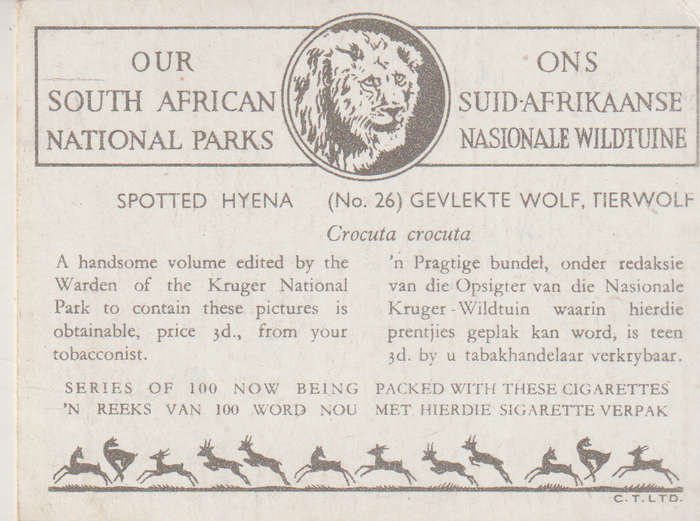 OUR
SOUTH AFRICAN
NATIONAL PARKS
ONS
SUID-AFRIKAANSE
NASIONALE WILDTUINE
SPOTTED HYENA (No. 26) GEVLEKTE WOLF, TIERWOLF
Crocuta crocuta
A handsome volume edited by the
Warden of the Kruger National
Park to contain these pictures is
obtainable, price 3d., from your
tobacconist.
'n Pragtige bundel, onder redaksie
van die Opsigter van die Nasionale
Kruger-Wildtuin waarin hierdie
prentjies geplak kan word, is teen
3d. by u tabakhandelaar verkrybaar.
SERIES OF 100 NOW BEING PACKED WITH THESE CIGARETTES
'N REEKS VAN 100 WORD NOU MET HIERDIE SIGARETTE VERPAK
C.T.LTD.